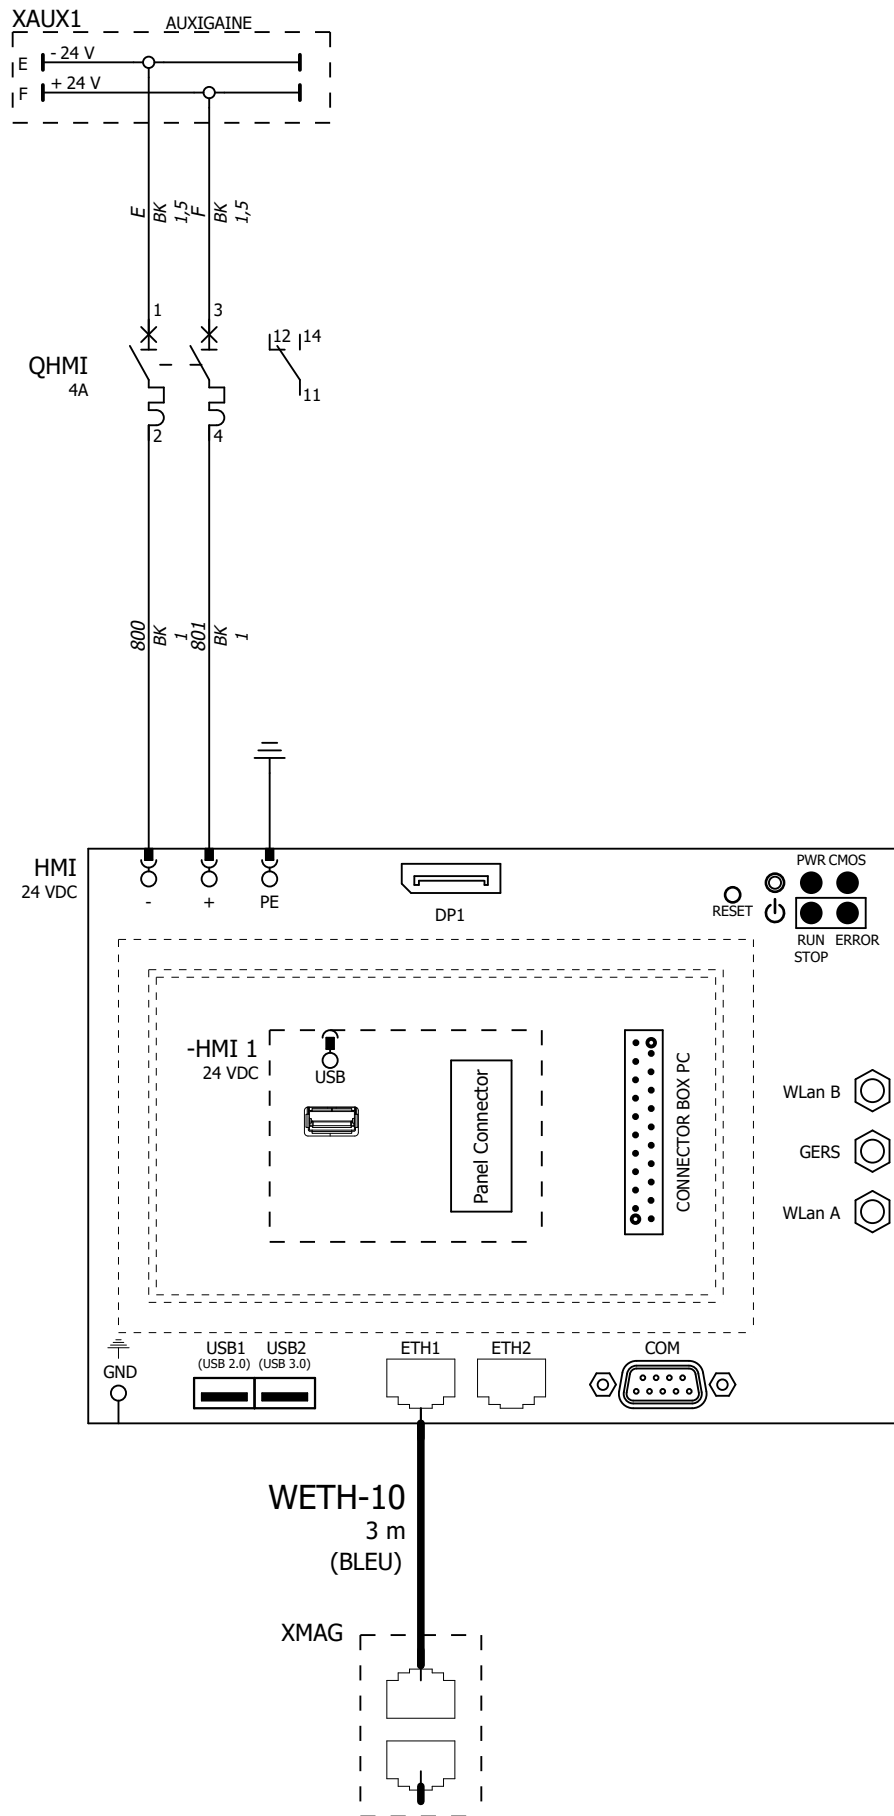 XAUX1
AUXIGAINE
E - 24 V
F + 24 V
E
BK
1,5
F
BK
1,5
1
3
12
14
QHMI
4A
11
2
4
800
BK
1
801
BK
1
HMI
24 VDC
- + PE
DP1
RESET
PWR CMOS
RUN ERROR
STOP
-HMI 1
24 VDC
USB
Panel Connector
CONNECTOR BOX PC
WLan B
GERS
WLan A
GND
USB1
(USB 2.0)
USB2
(USB 3.0)
ETH1
ETH2
COM
WETH-10
3 m
(BLEU)
XMAG